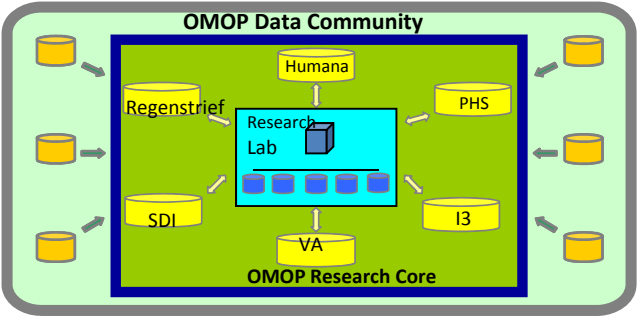 OMOP Data Community
Humana
Regenstrief
PHS
Research
Lab
SDI
I3
VA
OMOP Research Core